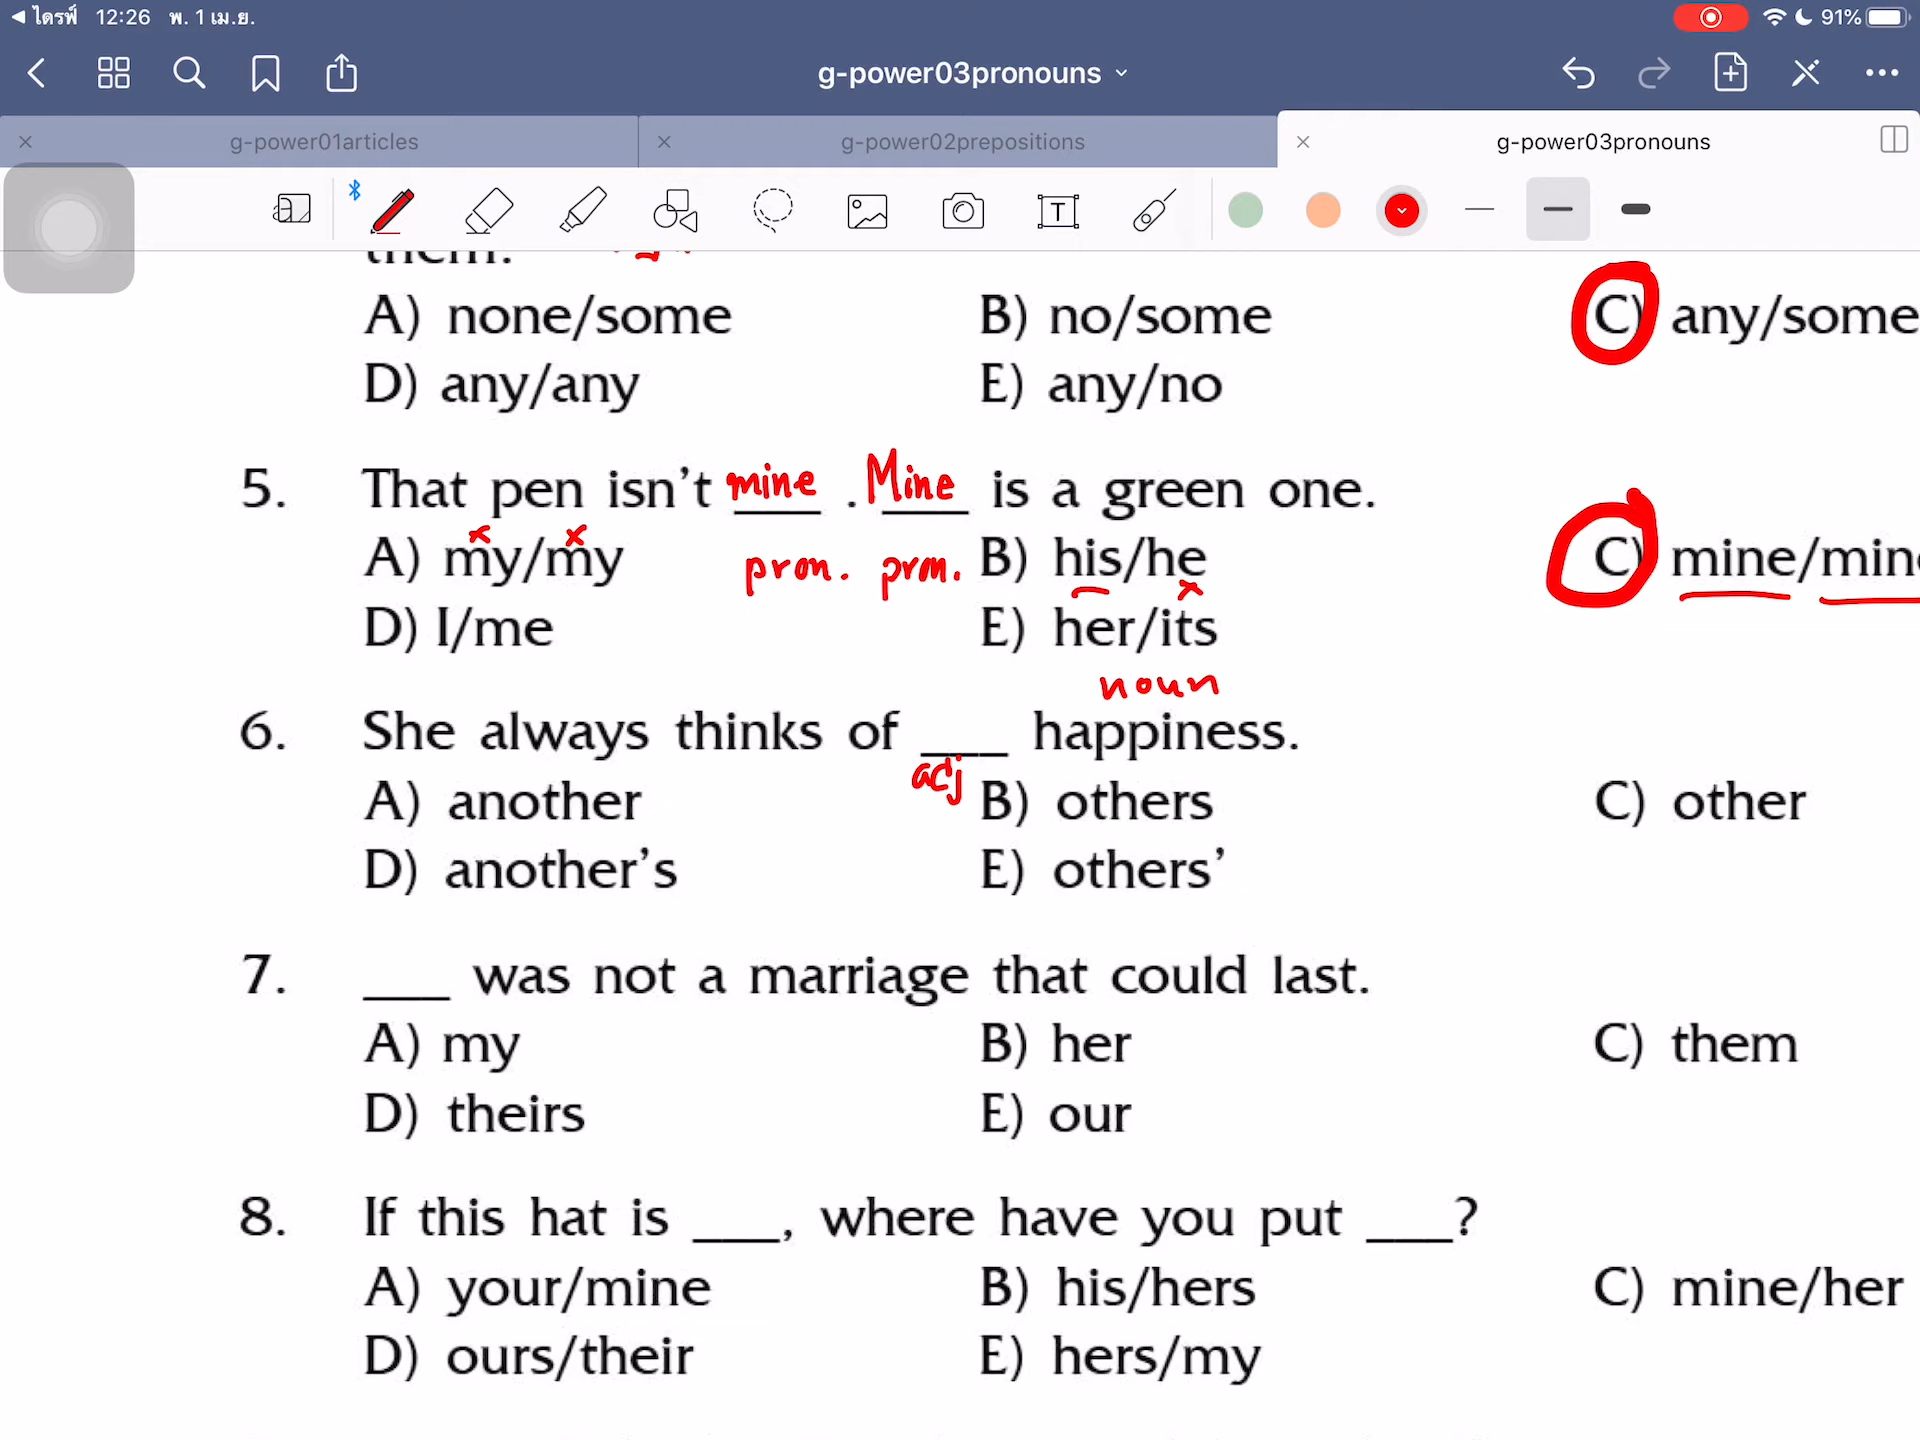 ไดรฟ์ 12:26 พ. 1 เม.ย. 91%
g-power03pronouns
g-power01articles g-power02prepositions g-power03pronouns
them.
A) none/some B) no/some C) any/some
D) any/any E) any/no
5. That pen isn't mine . Mine is a green one.
A) my/my pron. pron. B) his/he C) mine/mine
D) I/me E) her/its
noun
6. She always thinks of ___ happiness.
adj
A) another B) others C) other
D) another's E) others'
7. ___ was not a marriage that could last.
A) my B) her C) them
D) theirs E) our
8. If this hat is ___, where have you put ___?
A) your/mine B) his/hers C) mine/her
D) ours/their E) hers/my